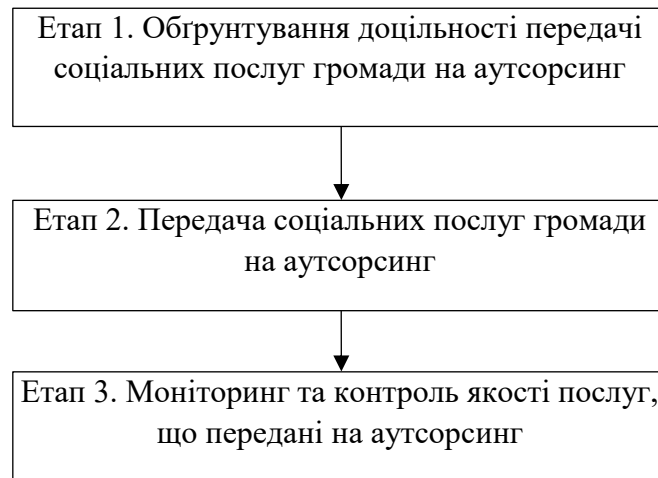 Етап 1. Обґрунтування доцільності передачі
соціальних послуг громади на аутсорсинг
Етап 2. Передача соціальних послуг громади
на аутсорсинг
Етап 3. Моніторинг та контроль якості послуг,
що передані на аутсорсинг